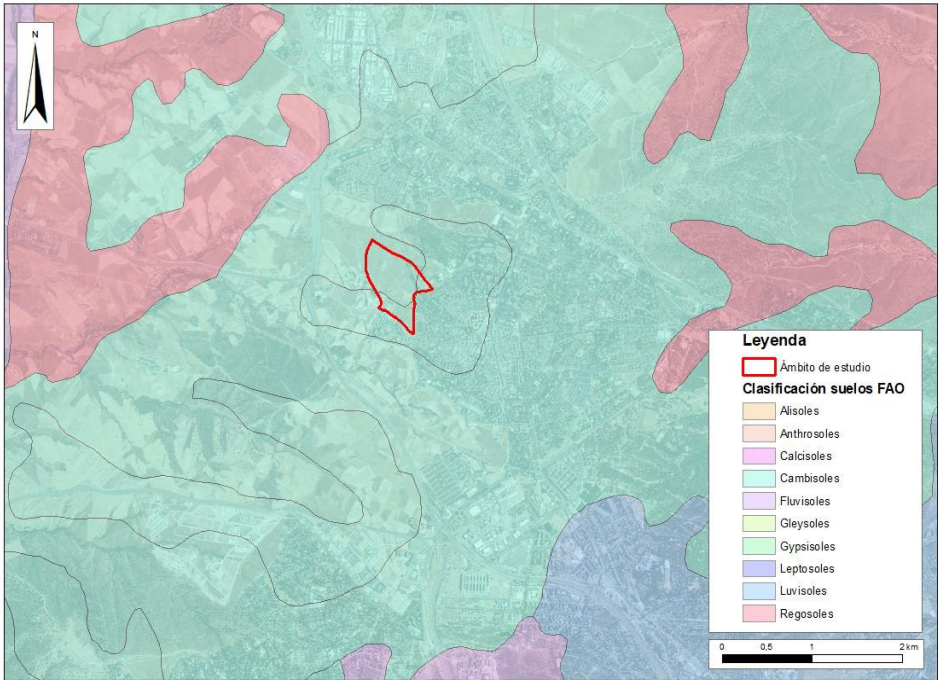 N
Leyenda
Ámbito de estudio
Clasificación suelos FAO
Alisoles
Anthrosoles
Calcisoles
Cambisoles
Fluvisoles
Gleysoles
Gypsisoles
Leptosoles
Luvisoles
Regosoles
0 0,5 1 2 km